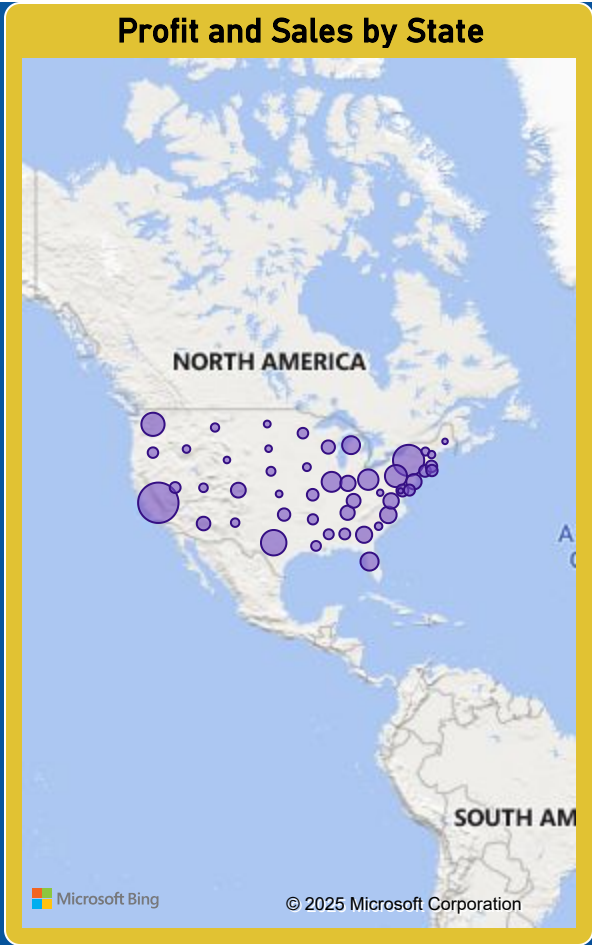 Profit and Sales by State
NORTH AMERICA
A
SOUTH AM
Microsoft Bing
© 2025 Microsoft Corporation